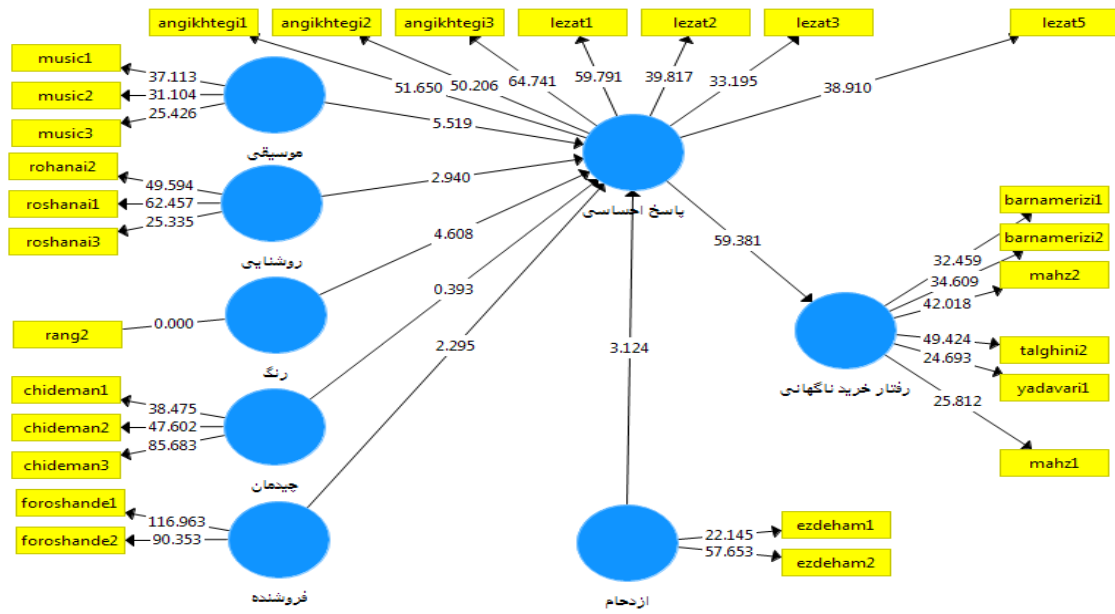 angikhtegi1
angikhtegi2
angikhtegi3
lezat1
lezat2
lezat3
lezat5
51.650
50.206
64.741
59.791
39.817
33.195
38.910
music1
music2
music3
37.113
31.104
25.426
موسیقی
5.519
rohanai2
roshanai1
roshanai3
49.594
62.457
25.335
روشنایی
2.940
پاسخ احساسی
rang2
0.000
رنگ
4.608
chideman1
chideman2
chideman3
38.475
47.602
85.683
چیدمان
0.393
foroshande1
foroshande2
116.963
90.353
فروشنده
2.295
3.124
ازدحام
22.145
57.653
ezdeham1
ezdeham2
59.381
رفتار خرید ناگهانی
32.459
34.609
42.018
49.424
24.693
25.812
barnamerizi1
barnamerizi2
mahz2
talghini2
yadavari1
mahz1